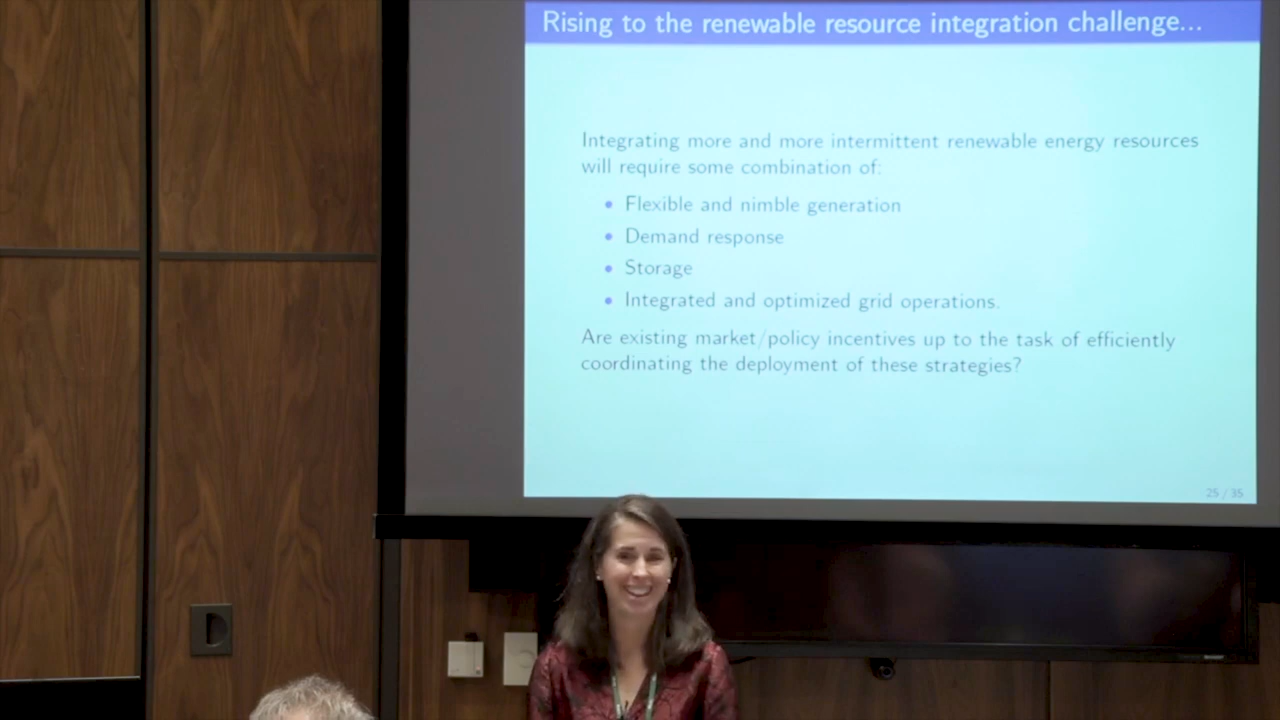 Rising to the renewable resource integration challenge...
Integrating more and more intermittent renewable energy resources
will require some combination of:
• Flexible and nimble generation
• Demand response
• Storage
• Integrated and optimized grid operations.
Are existing market/policy incentives up to the task of efficiently
coordinating the deployment of these strategies?
25 / 35